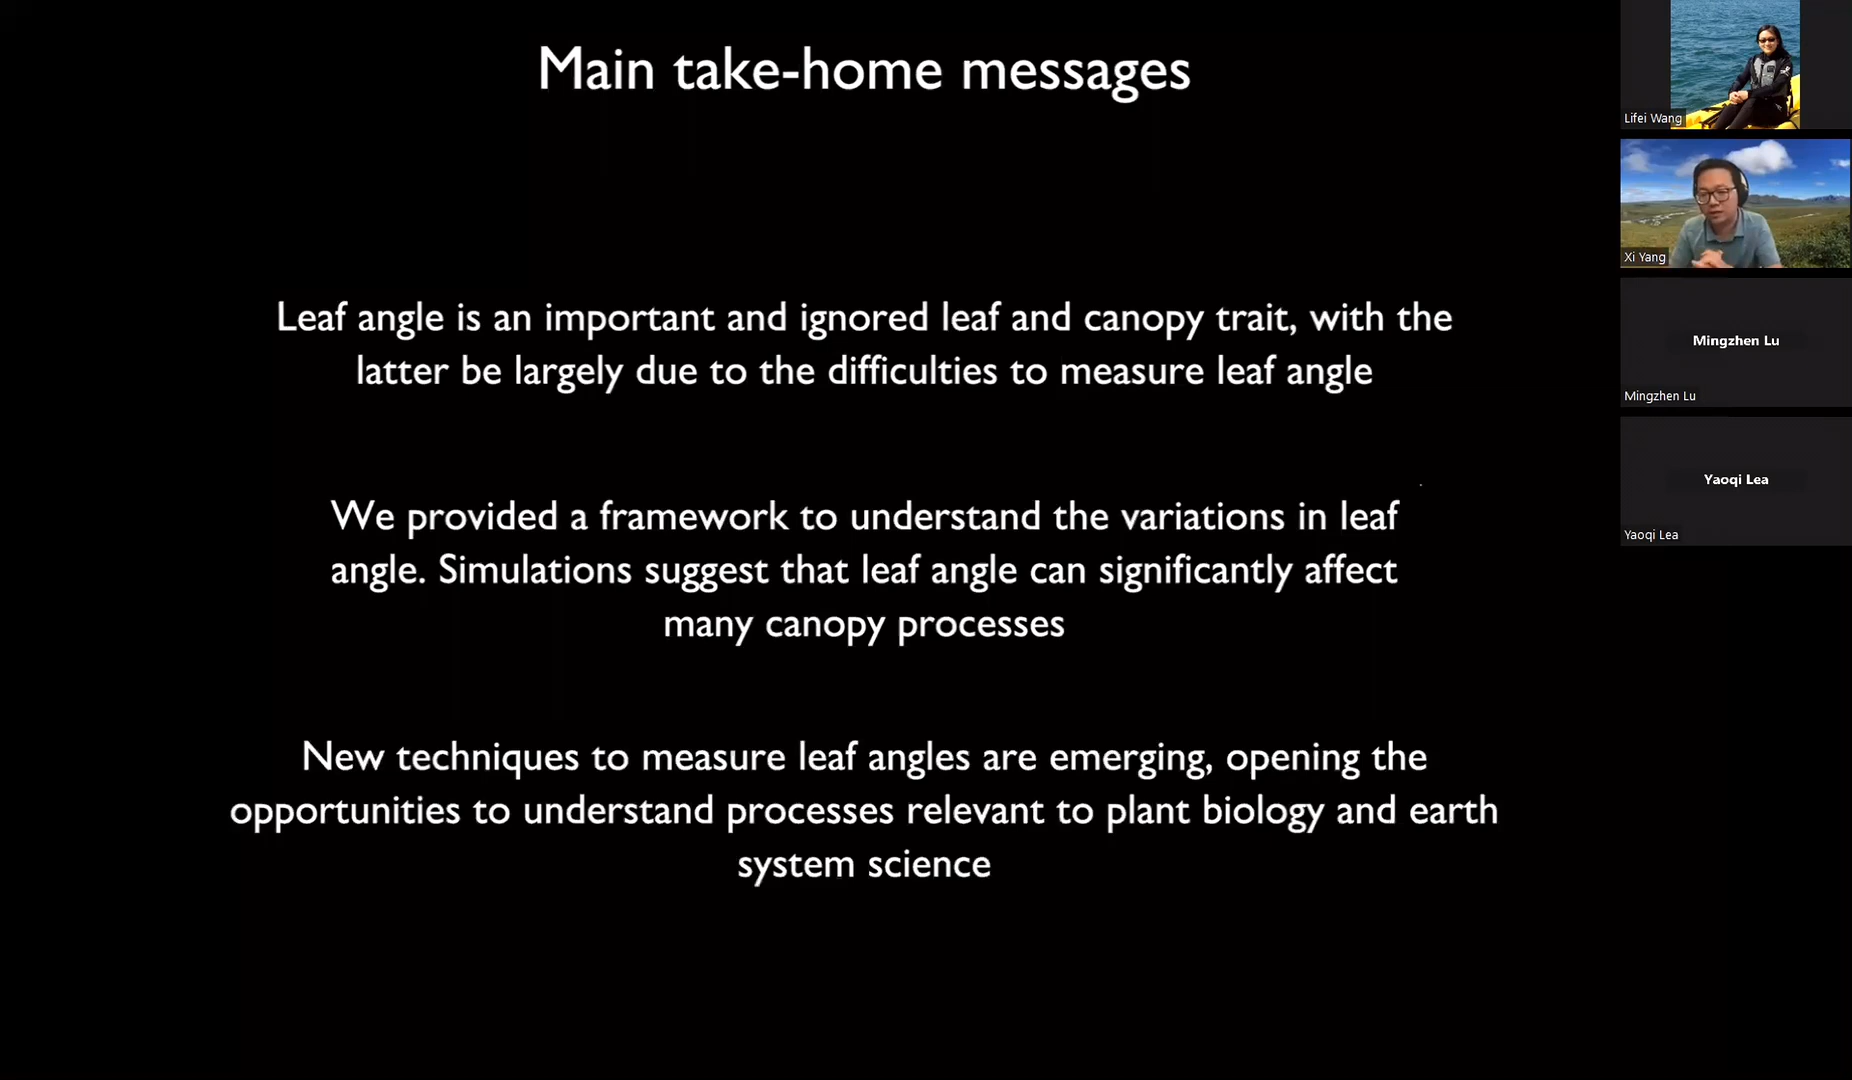 Main take-home messages
Leaf angle is an important and ignored leaf and canopy trait, with the
latter be largely due to the difficulties to measure leaf angle
We provided a framework to understand the variations in leaf
angle. Simulations suggest that leaf angle can significantly affect
many canopy processes
New techniques to measure leaf angles are emerging, opening the
opportunities to understand processes relevant to plant biology and earth
system science
Lifei Wang
Xi Yang
Mingzhen Lu
Mingzhen Lu
Yaoqi Lea
Yaoqi Lea